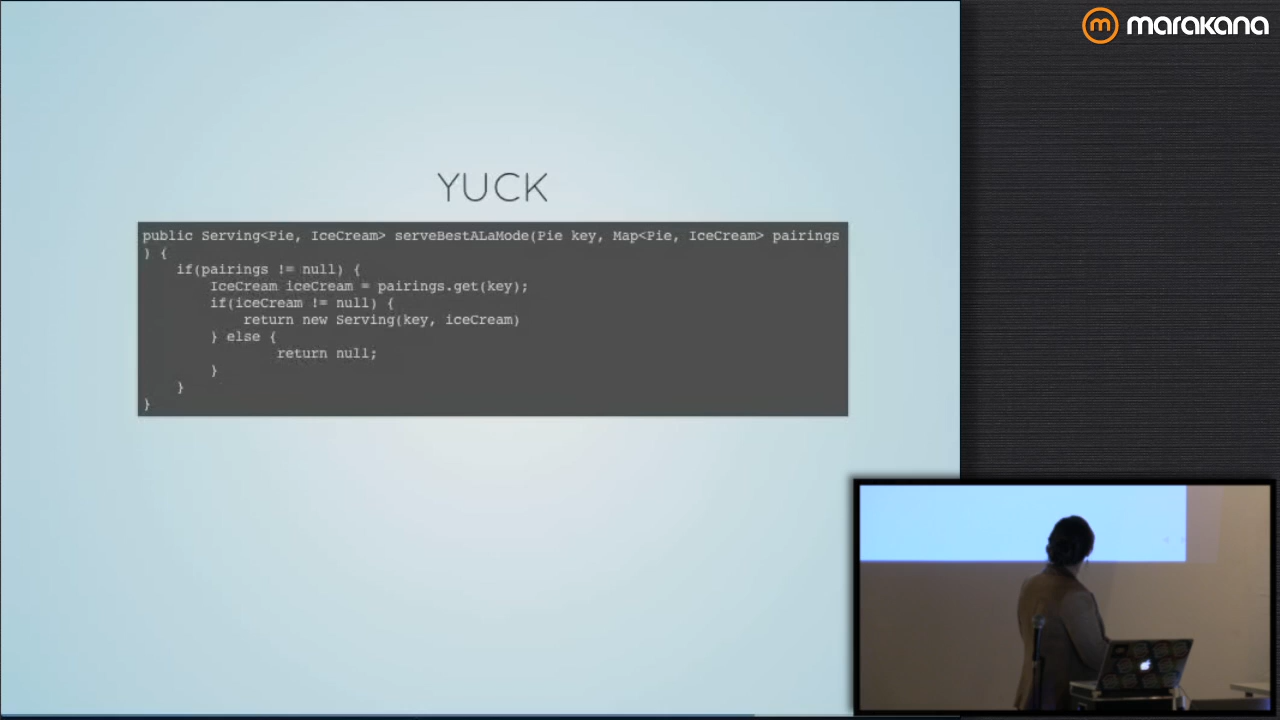 marakana
YUCK
public Serving<Pie, IceCream> serveBestALaMode(Pie key, Map<Pie, IceCream> pairings
) {
    if(pairings != null) {
        IceCream iceCream = pairings.get(key);
        if(iceCream != null) {
            return new Serving(key, iceCream)
        } else {
                return null;
        }
    }
}